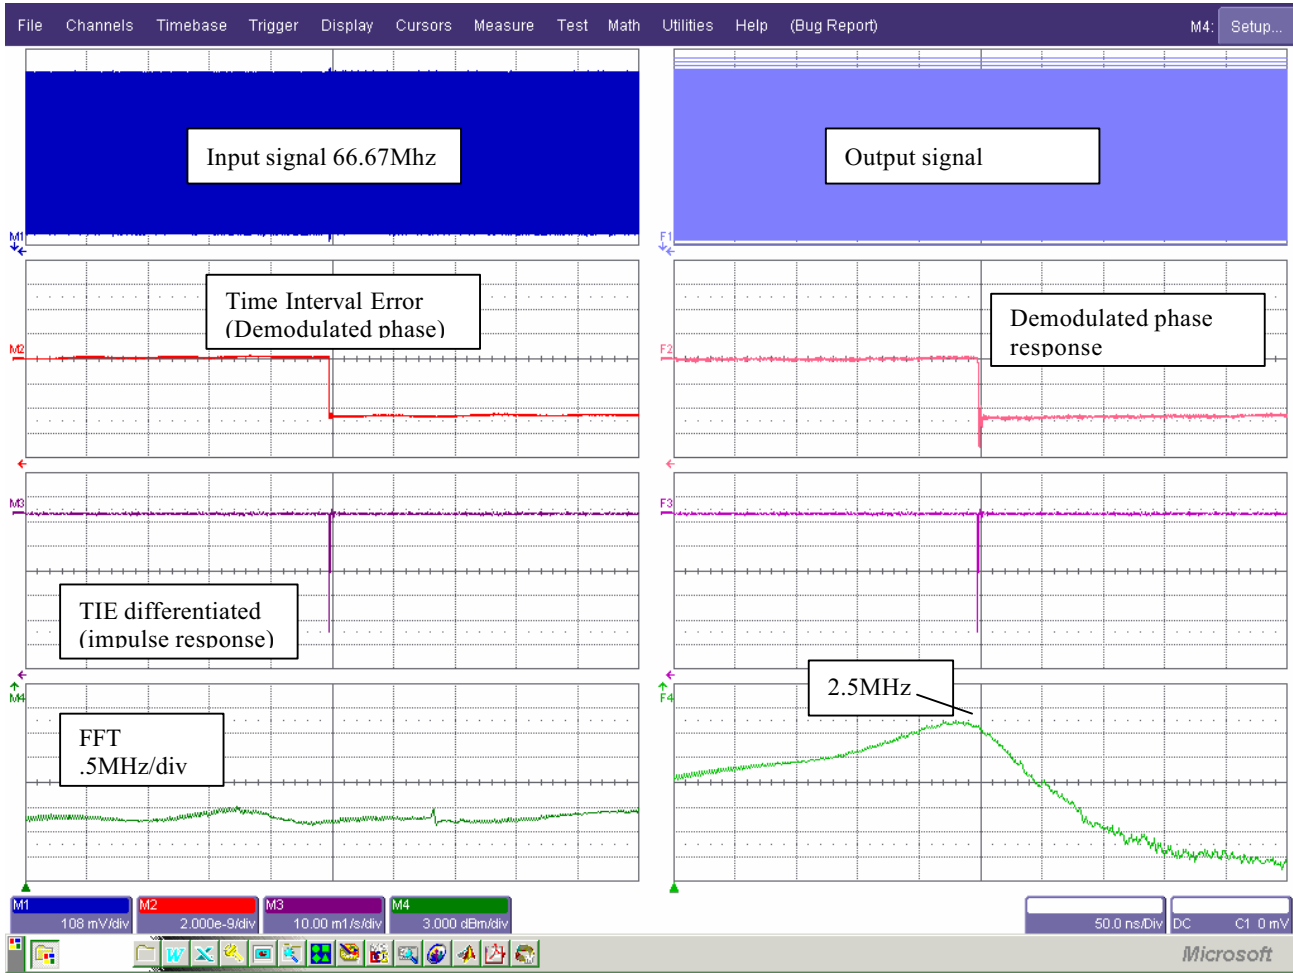 File Channels Timebase Trigger Display Cursors Measure Test Math Utilities Help (Bug Report) M4: Setup...
Input signal 66.67Mhz
Output signal
M1
F1
Time Interval Error
(Demodulated phase)
Demodulated phase
response
M2
F2
M3
F3
TIE differentiated
(impulse response)
2.5MHz
M4
F4
FFT
.5MHz/div
M1 M2 M3 M4
108 mV/div 2.000e-9/div 10.00 m1/s/div 3.000 dBm/div 50.0 ns/Div DC C1 0 mV
Microsoft